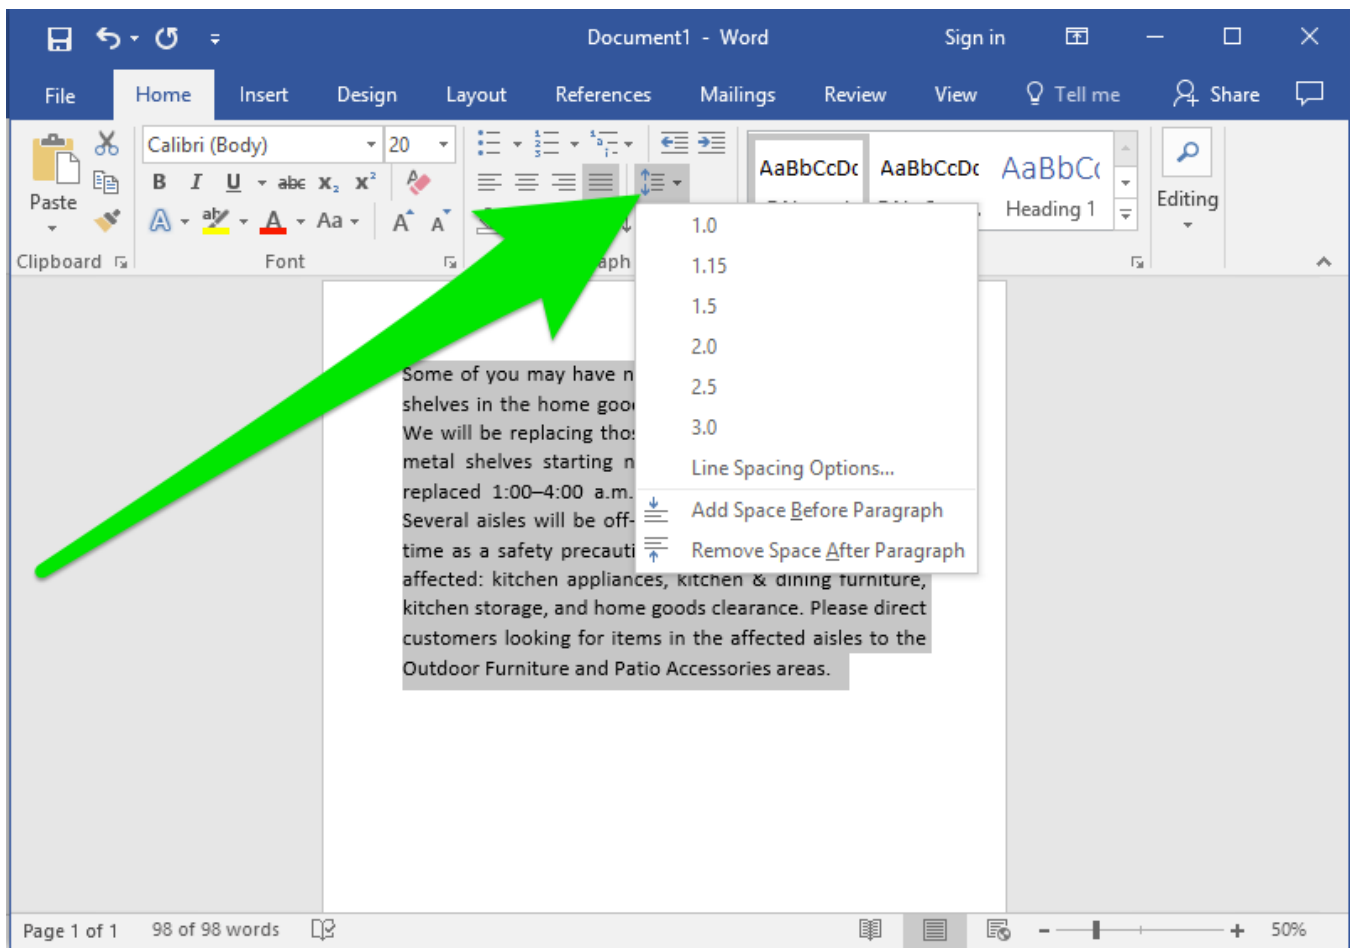 Document1 - Word
Sign in
File Home Insert Design Layout References Mailings Review View Tell me Share
Calibri (Body) 20
B I U abc x₂ x²
Paste
Aa A A
AaBbCcDc AaBbCcDc AaBbC
Heading 1
Editing
Clipboard Font
1.0
1.15
1.5
2.0
2.5
3.0
Line Spacing Options...
Add Space Before Paragraph
Remove Space After Paragraph
Some of you may have
shelves in the home
We will be replacing
metal shelves starting
replaced 1:00–4:00 a.m.
Several aisles will be off-
time as a safety
affected: kitchen appliances, kitchen & dining furniture,
kitchen storage, and home goods clearance. Please direct
customers looking for items in the affected aisles to the
Outdoor Furniture and Patio Accessories areas.
Page 1 of 1 98 of 98 words
50%